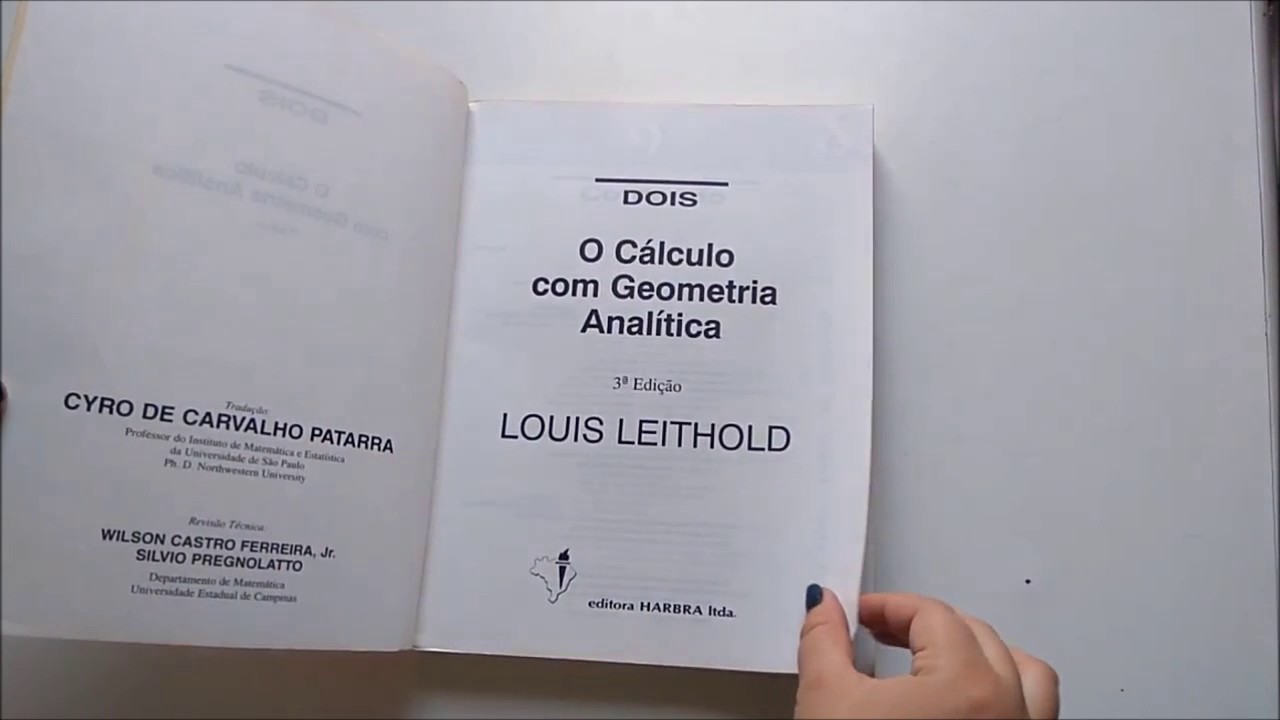 Tradução:
CYRO DE CARVALHO PATARRA
Professor do Instituto de Matemática e Estatística
da Universidade de São Paulo
Ph. D. Northwestern University
Revisão Técnica:
WILSON CASTRO FERREIRA, Jr.
SILVIO PREGNOLATTO
Departamento de Matemática
Universidade Estadual de Campinas
DOIS
O Cálculo
com Geometria
Analítica
3ª Edição
LOUIS LEITHOLD
editora HARBRA ltda.